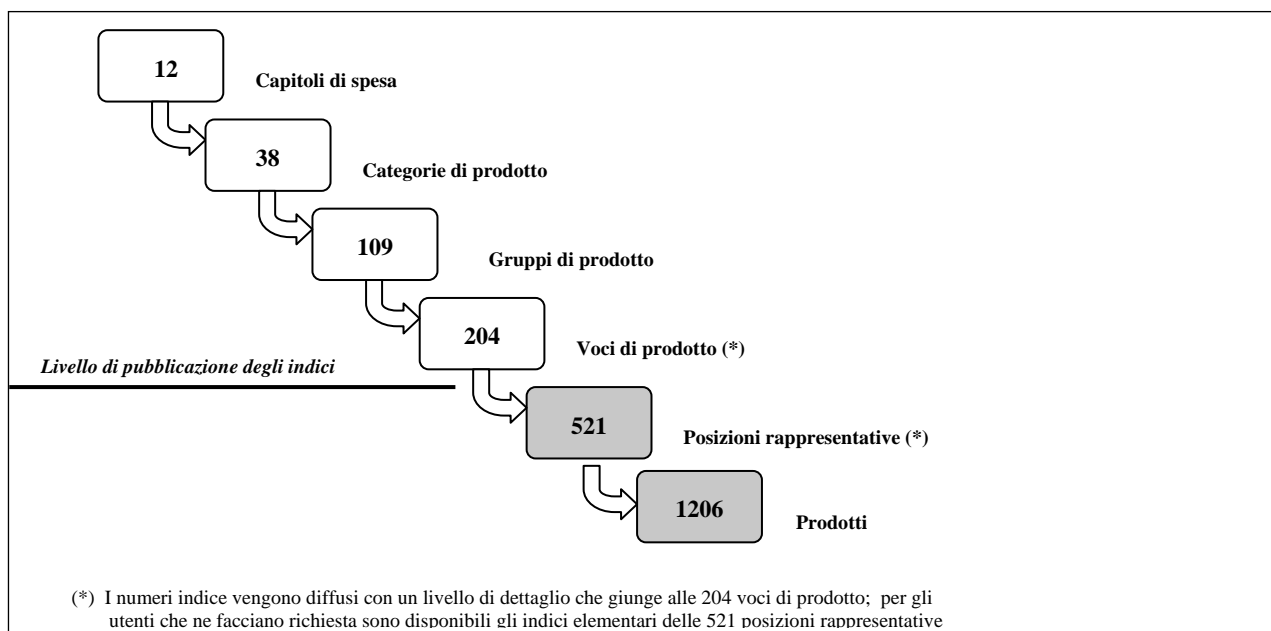 12
Capitoli di spesa
38
Categorie di prodotto
109
Gruppi di prodotto
204
Voci di prodotto (*)
Livello di pubblicazione degli indici
521
Posizioni rappresentative (*)
1206
Prodotti
(*) I numeri indice vengono diffusi con un livello di dettaglio che giunge alle 204 voci di prodotto; per gli
utenti che ne facciano richiesta sono disponibili gli indici elementari delle 521 posizioni rappresentative